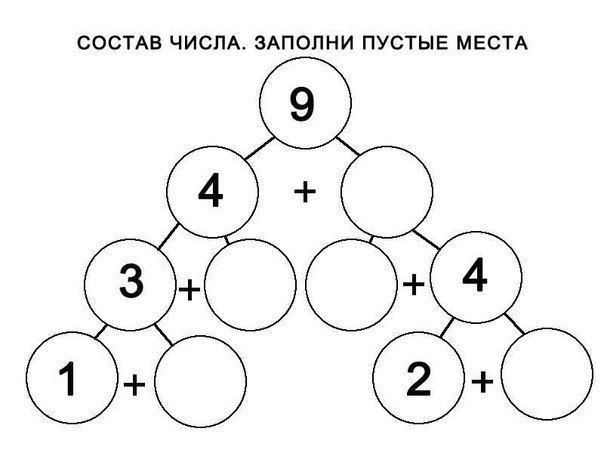 СОСТАВ ЧИСЛА. ЗАПОЛНИ ПУСТЫЕ МЕСТА
9
4 +
3 + + 4
1 + 2 +